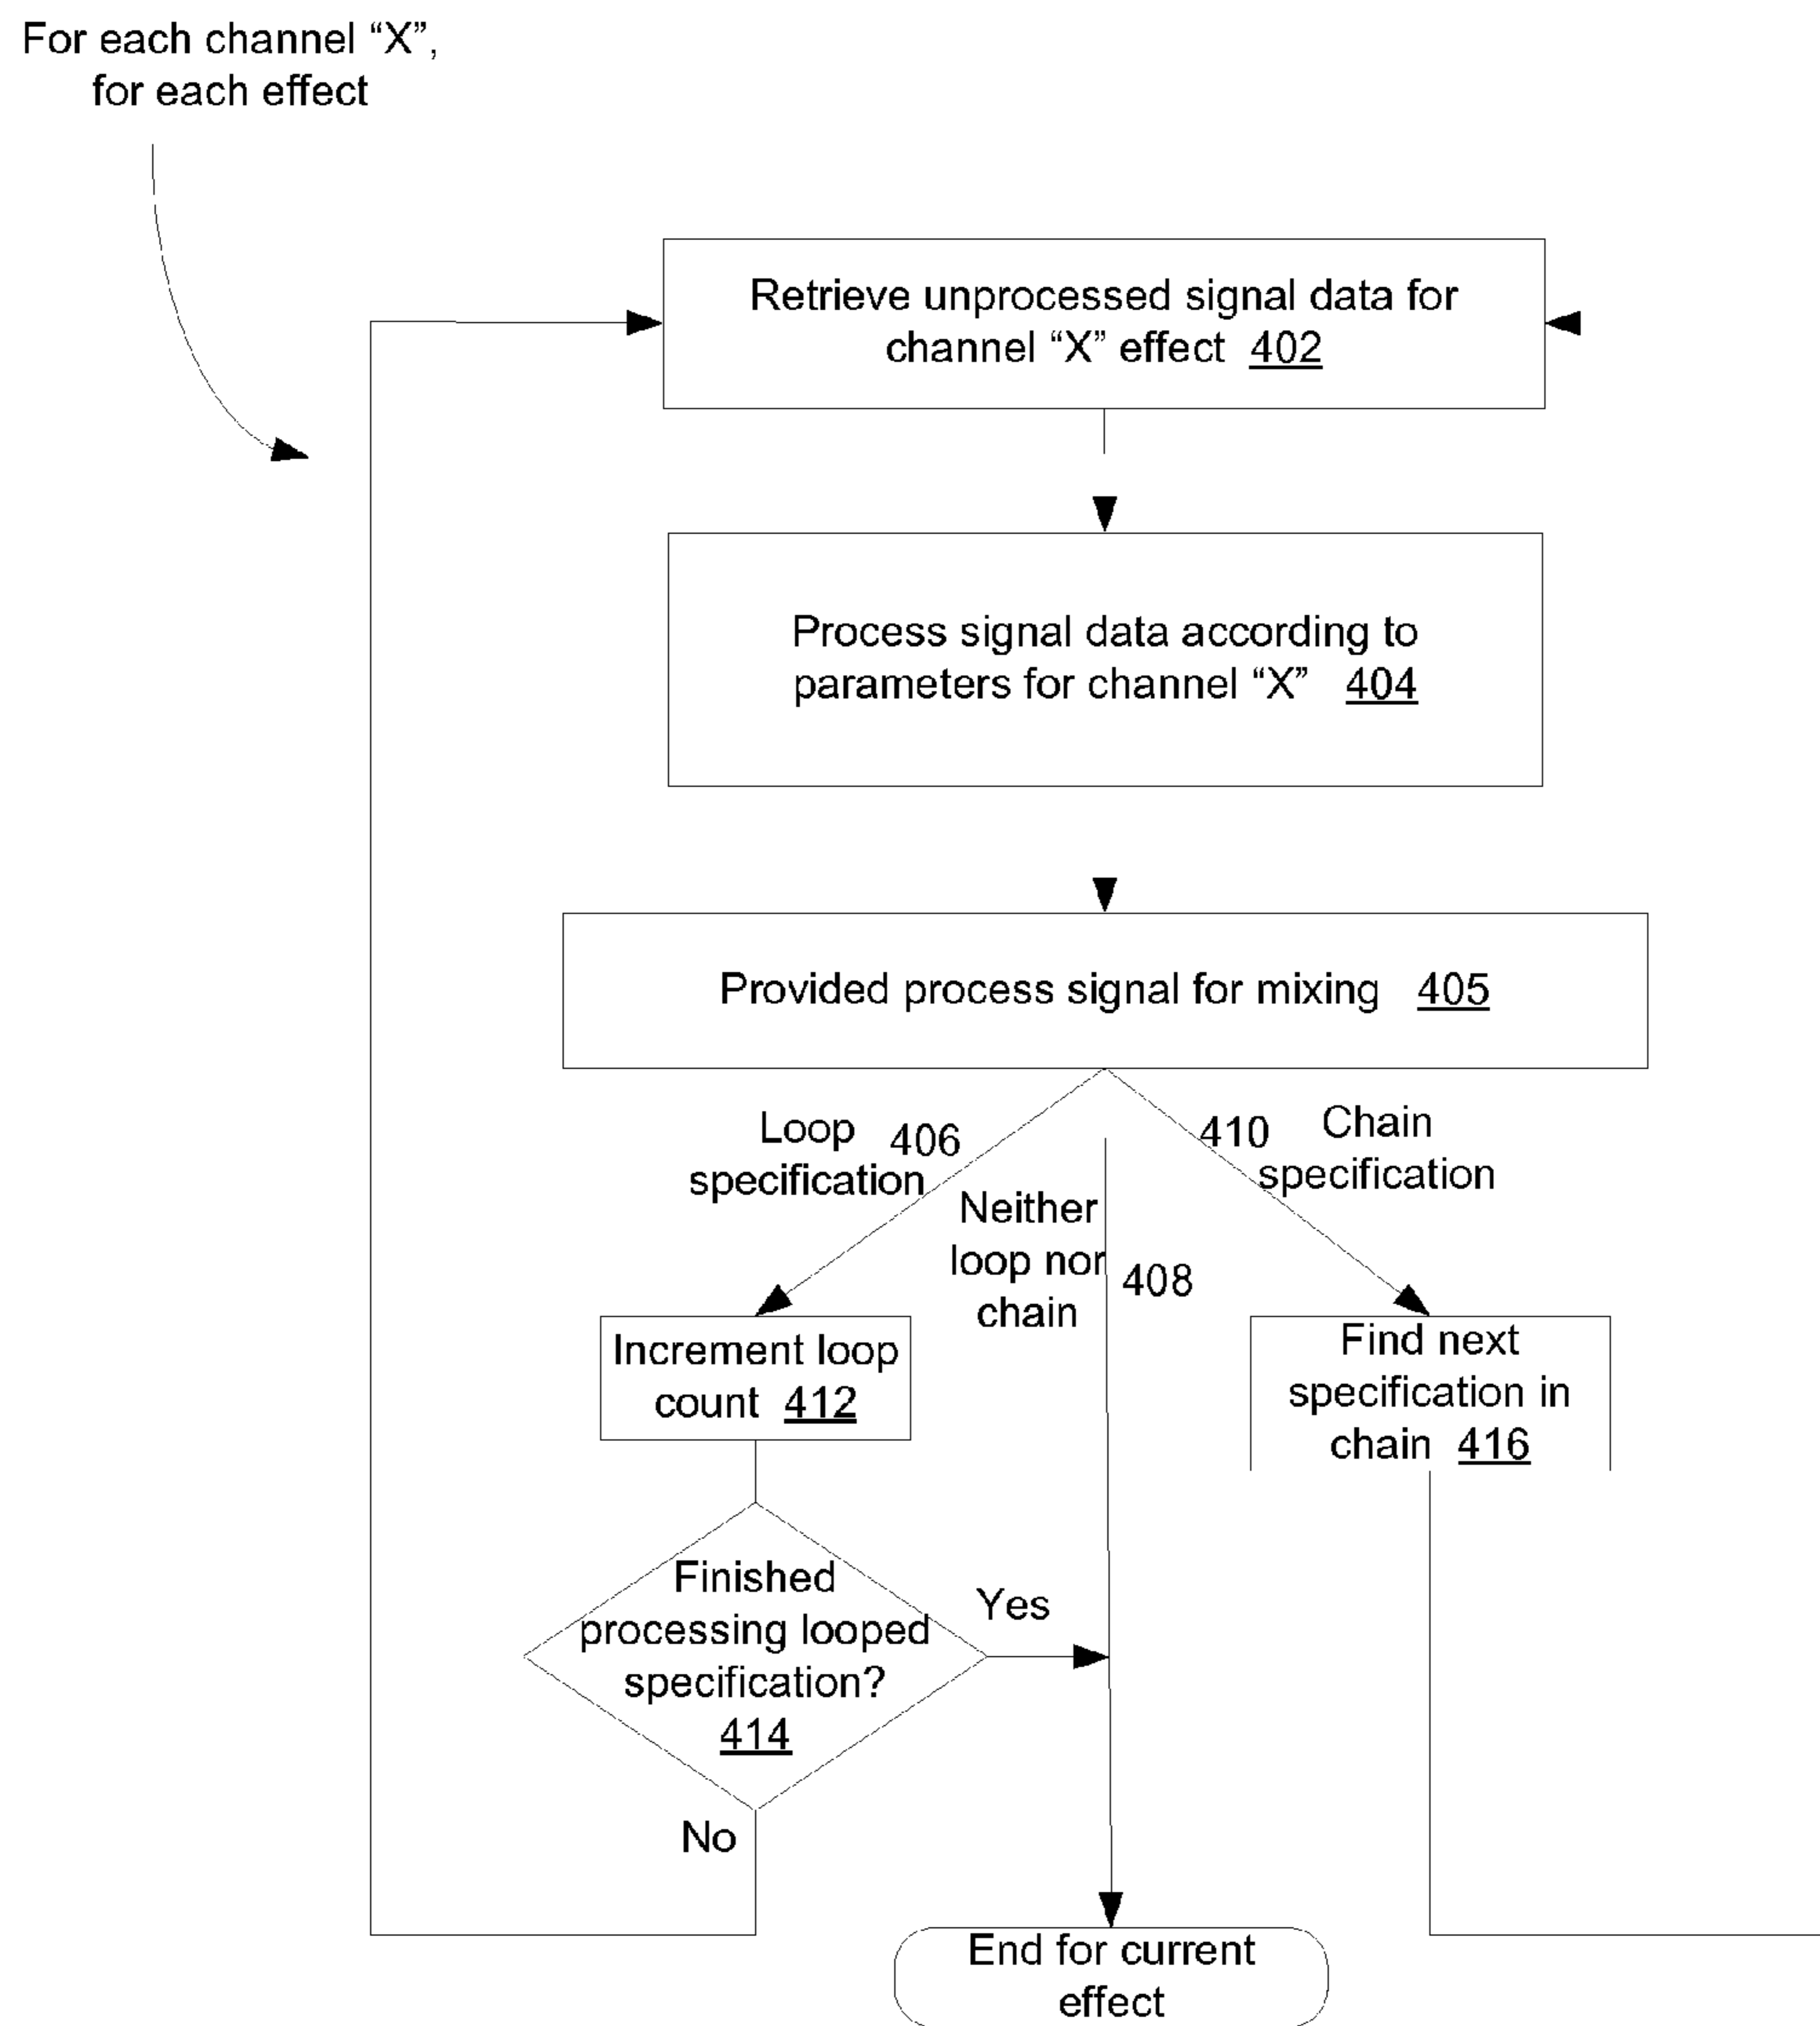 For each channel “X”,
for each effect
Retrieve unprocessed signal data for
channel “X” effect 402
Process signal data according to
parameters for channel “X” 404
Provided process signal for mixing 405
Loop
specification
406
Neither
loop nor
chain
408
410
Chain
specification
Increment loop
count 412
Find next
specification in
chain 416
Finished
processing looped
specification?
414
Yes
No
End for current
effect